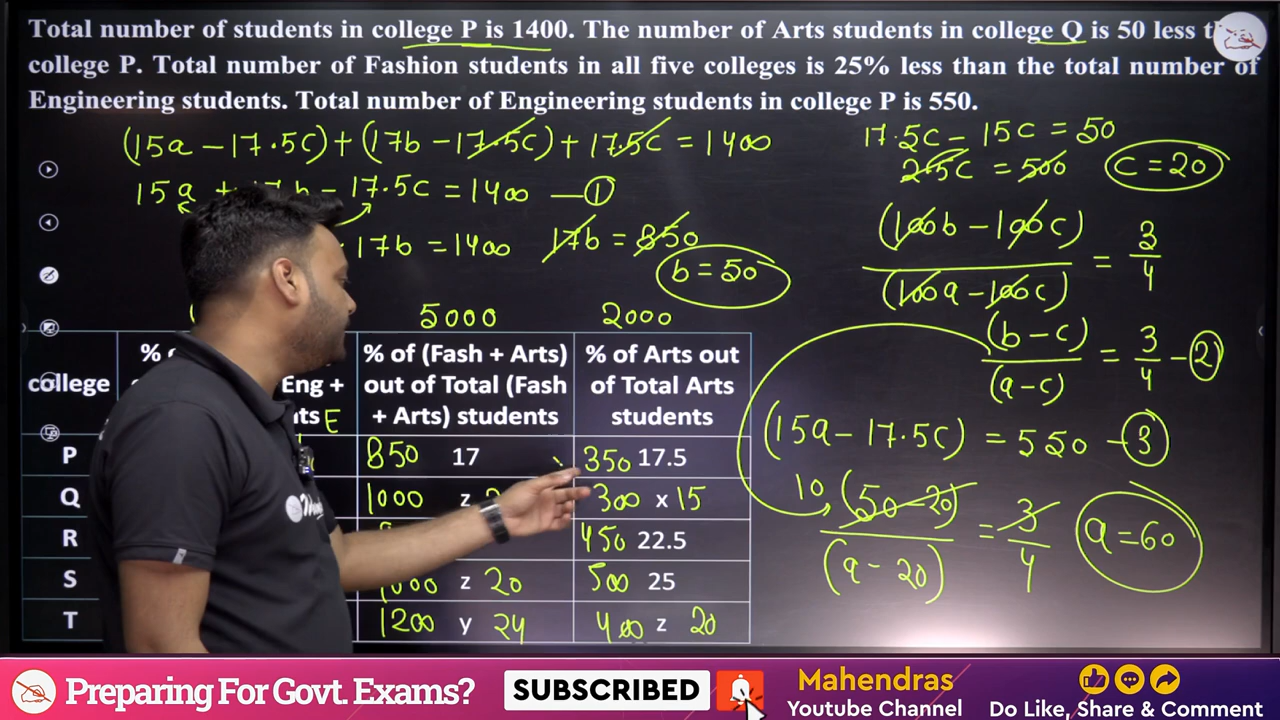 Total number of students in college P is 1400. The number of Arts students in college Q is 50 less
college P. Total number of Fashion students in all five colleges is 25% less than the total number of
Engineering students. Total number of Engineering students in college P is 550.
(15a - 17.5c) + (17b - 17.5c) + 17.5c = 1400
17.5c - 15c = 50
2.5c = 500
c = 20
15a + 17b - 17.5c = 1400 - ①
17b = 1400
17b = 850
b = 50
(100b - 100c) / (100a - 100c) = 3/4
(b - c) / (a - c) = 3/4 - ②
(15a - 17.5c) = 550 - ③
10 (50 - 20) / (a - 20) = 3/4
a = 60
5000 2000
college % Eng + E % of (Fash + Arts) out of Total (Fash + Arts) students % of Arts out of Total Arts students
P 850 17 350 17.5
Q 1000 z 300 x 15
R 450 22.5
S 1000 z 20 500 25
T 1200 y 24 400 z 20
Preparing For Govt. Exams?
SUBSCRIBED
Mahendras
Youtube Channel
Do Like, Share & Comment